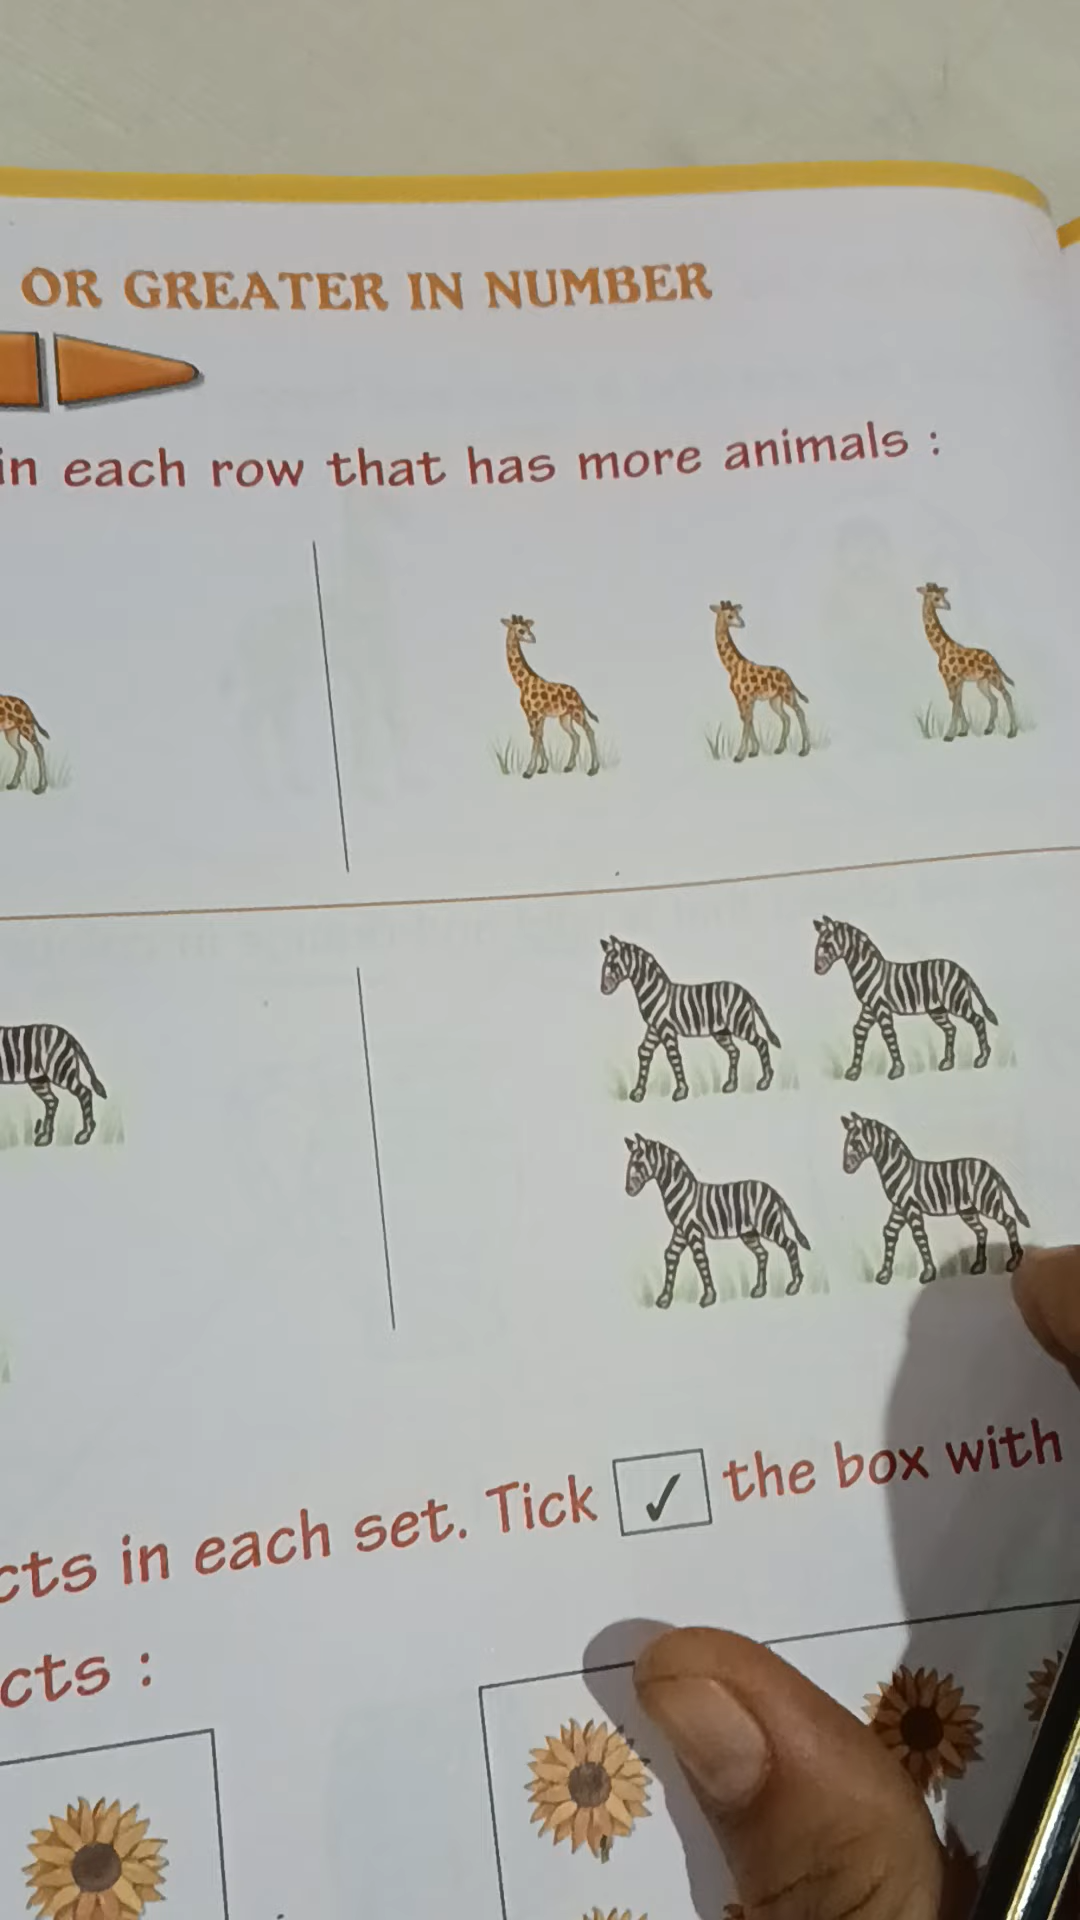 OR GREATER IN NUMBER
in each row that has more animals :
cts in each set. Tick ✓ the box with
cts :